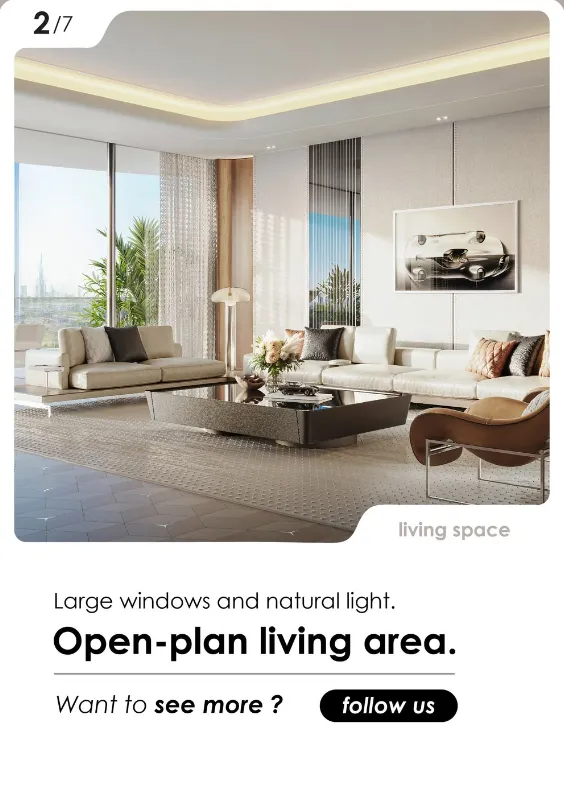 2/7
living space
Large windows and natural light.
Open-plan living area.
Want to see more ? follow us